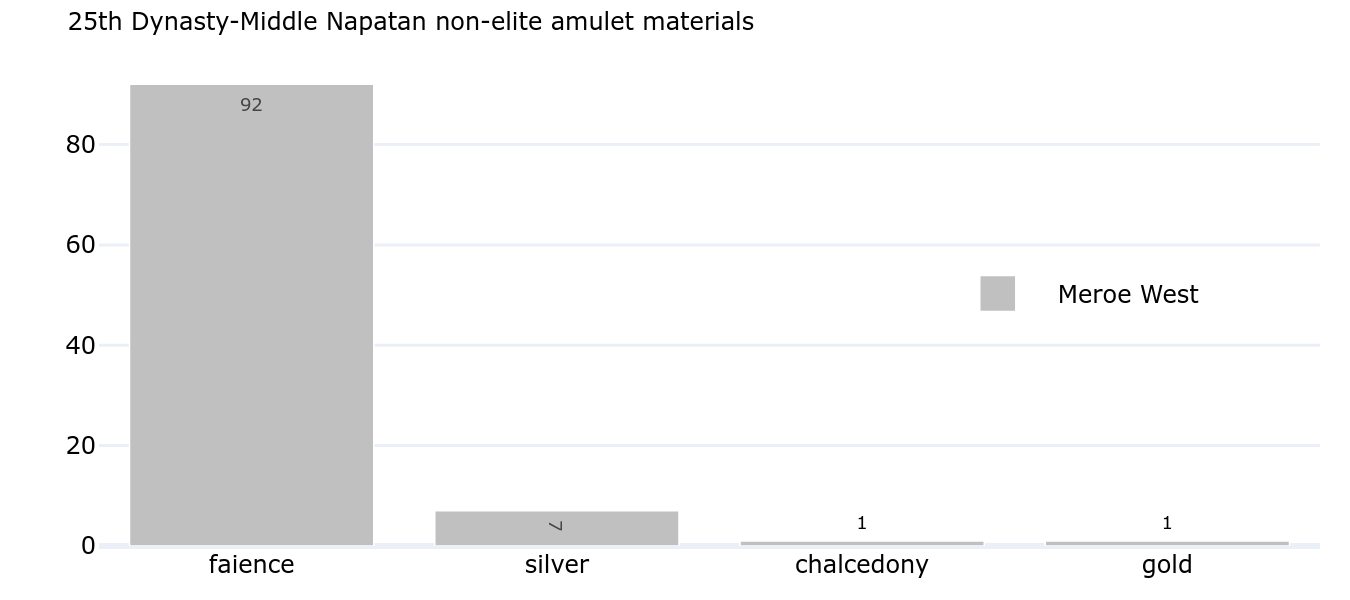 25th Dynasty-Middle Napatan non-elite amulet materials
92
80
60
Meroe West
40
20
7
1
1
0
faience
silver
chalcedony
gold